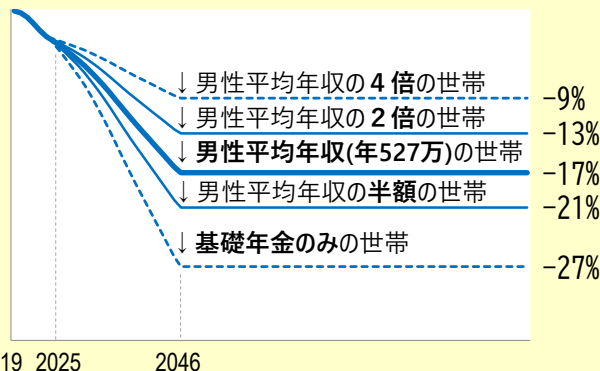 ↓ 男性平均年収の４倍の世帯
−9%
↓ 男性平均年収の２倍の世帯
−13%
↓ 男性平均年収(年527万)の世帯
−17%
↓ 男性平均年収の半額の世帯
−21%
↓ 基礎年金のみの世帯
−27%
19 2025 2046